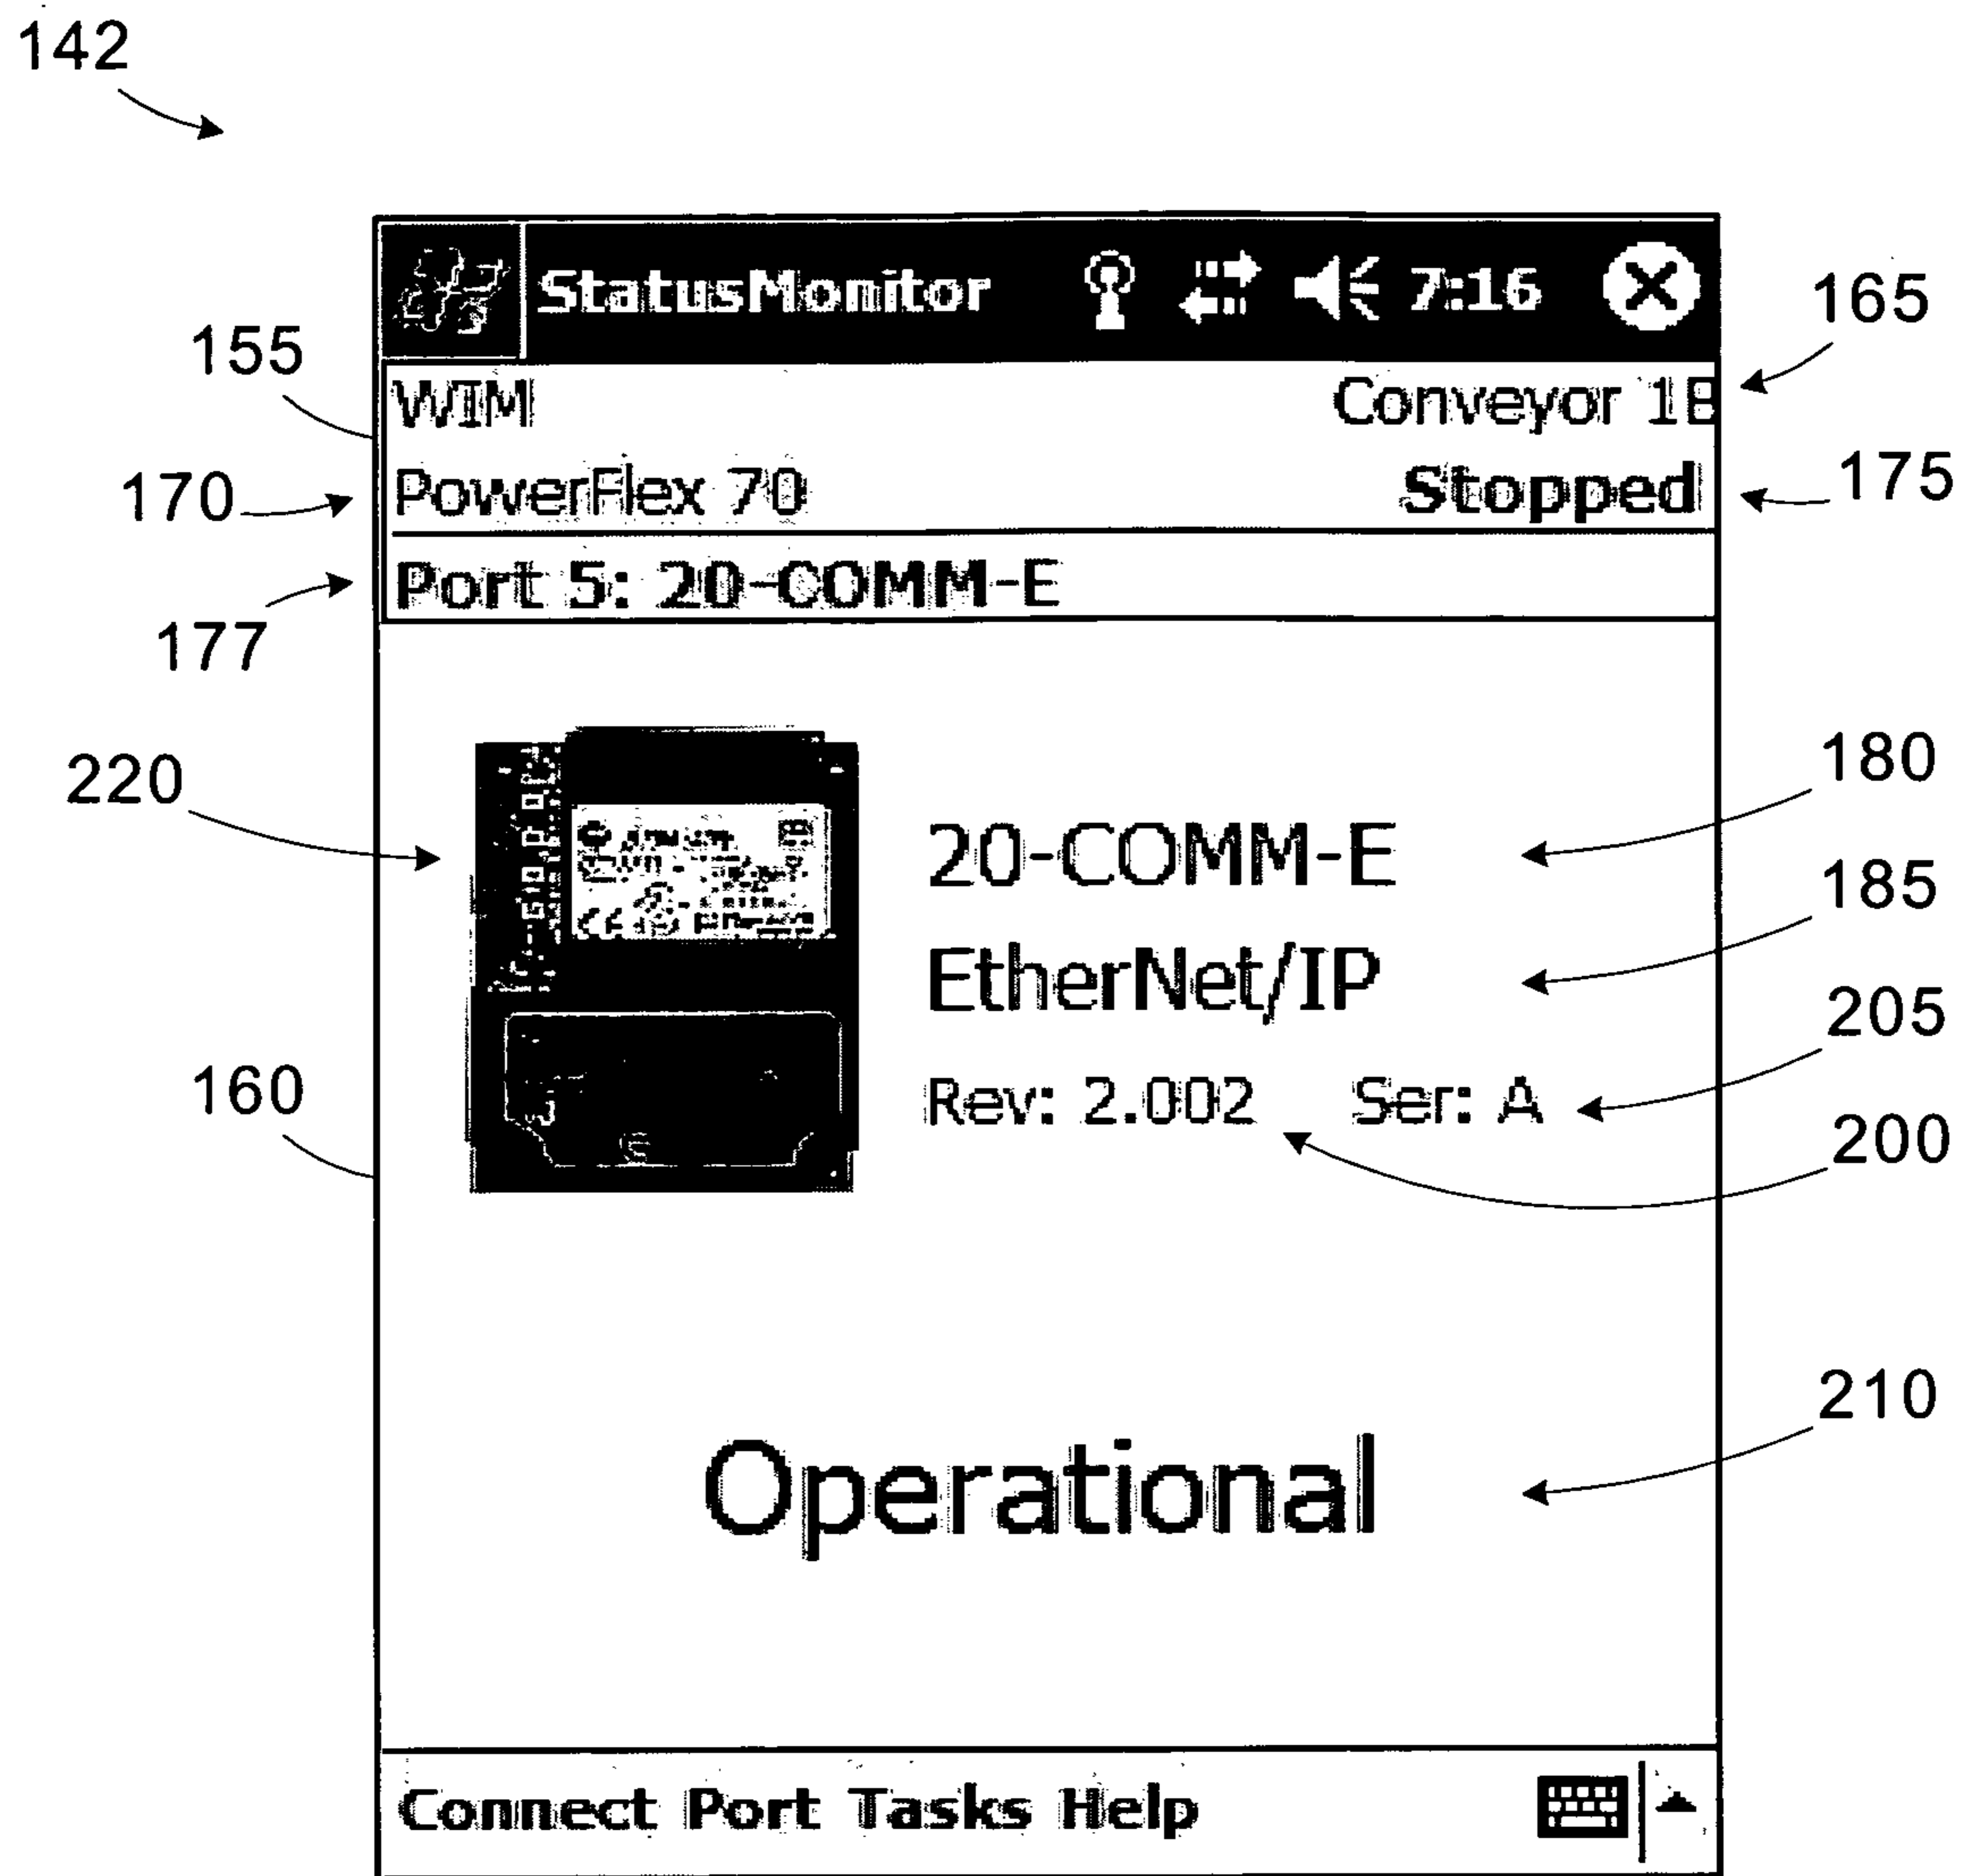 142
StatusMonitor 7:16
165
155
WIM Conveyor 1B
170 PowerFlex 70 Stopped 175
177 Port 5: 20-COMM-E
220
180
20-COMM-E
185
EtherNet/IP
205
160
Rev: 2.002 Ser: A
200
210
Operational
Connect Port Tasks Help